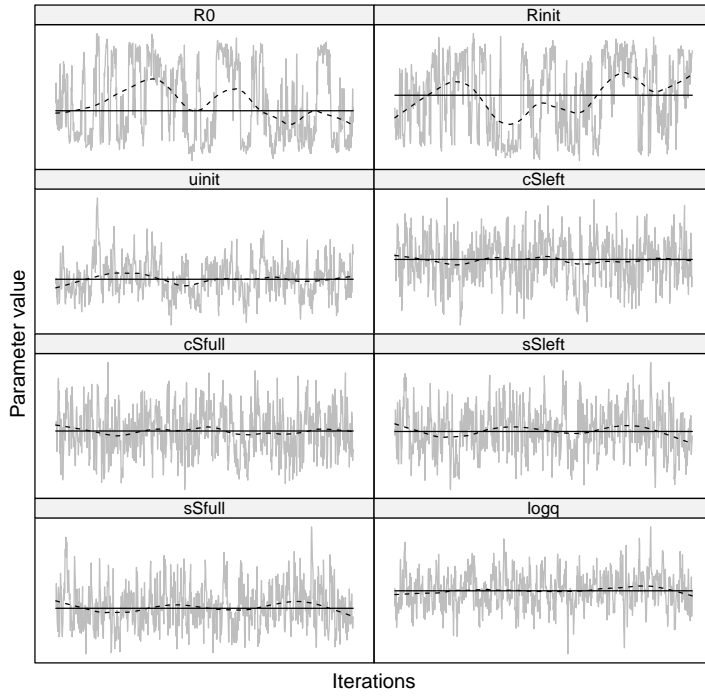 R0
Rinit
uinit
cSleft
cSfull
sSleft
sSfull
logq
Parameter value
Iterations